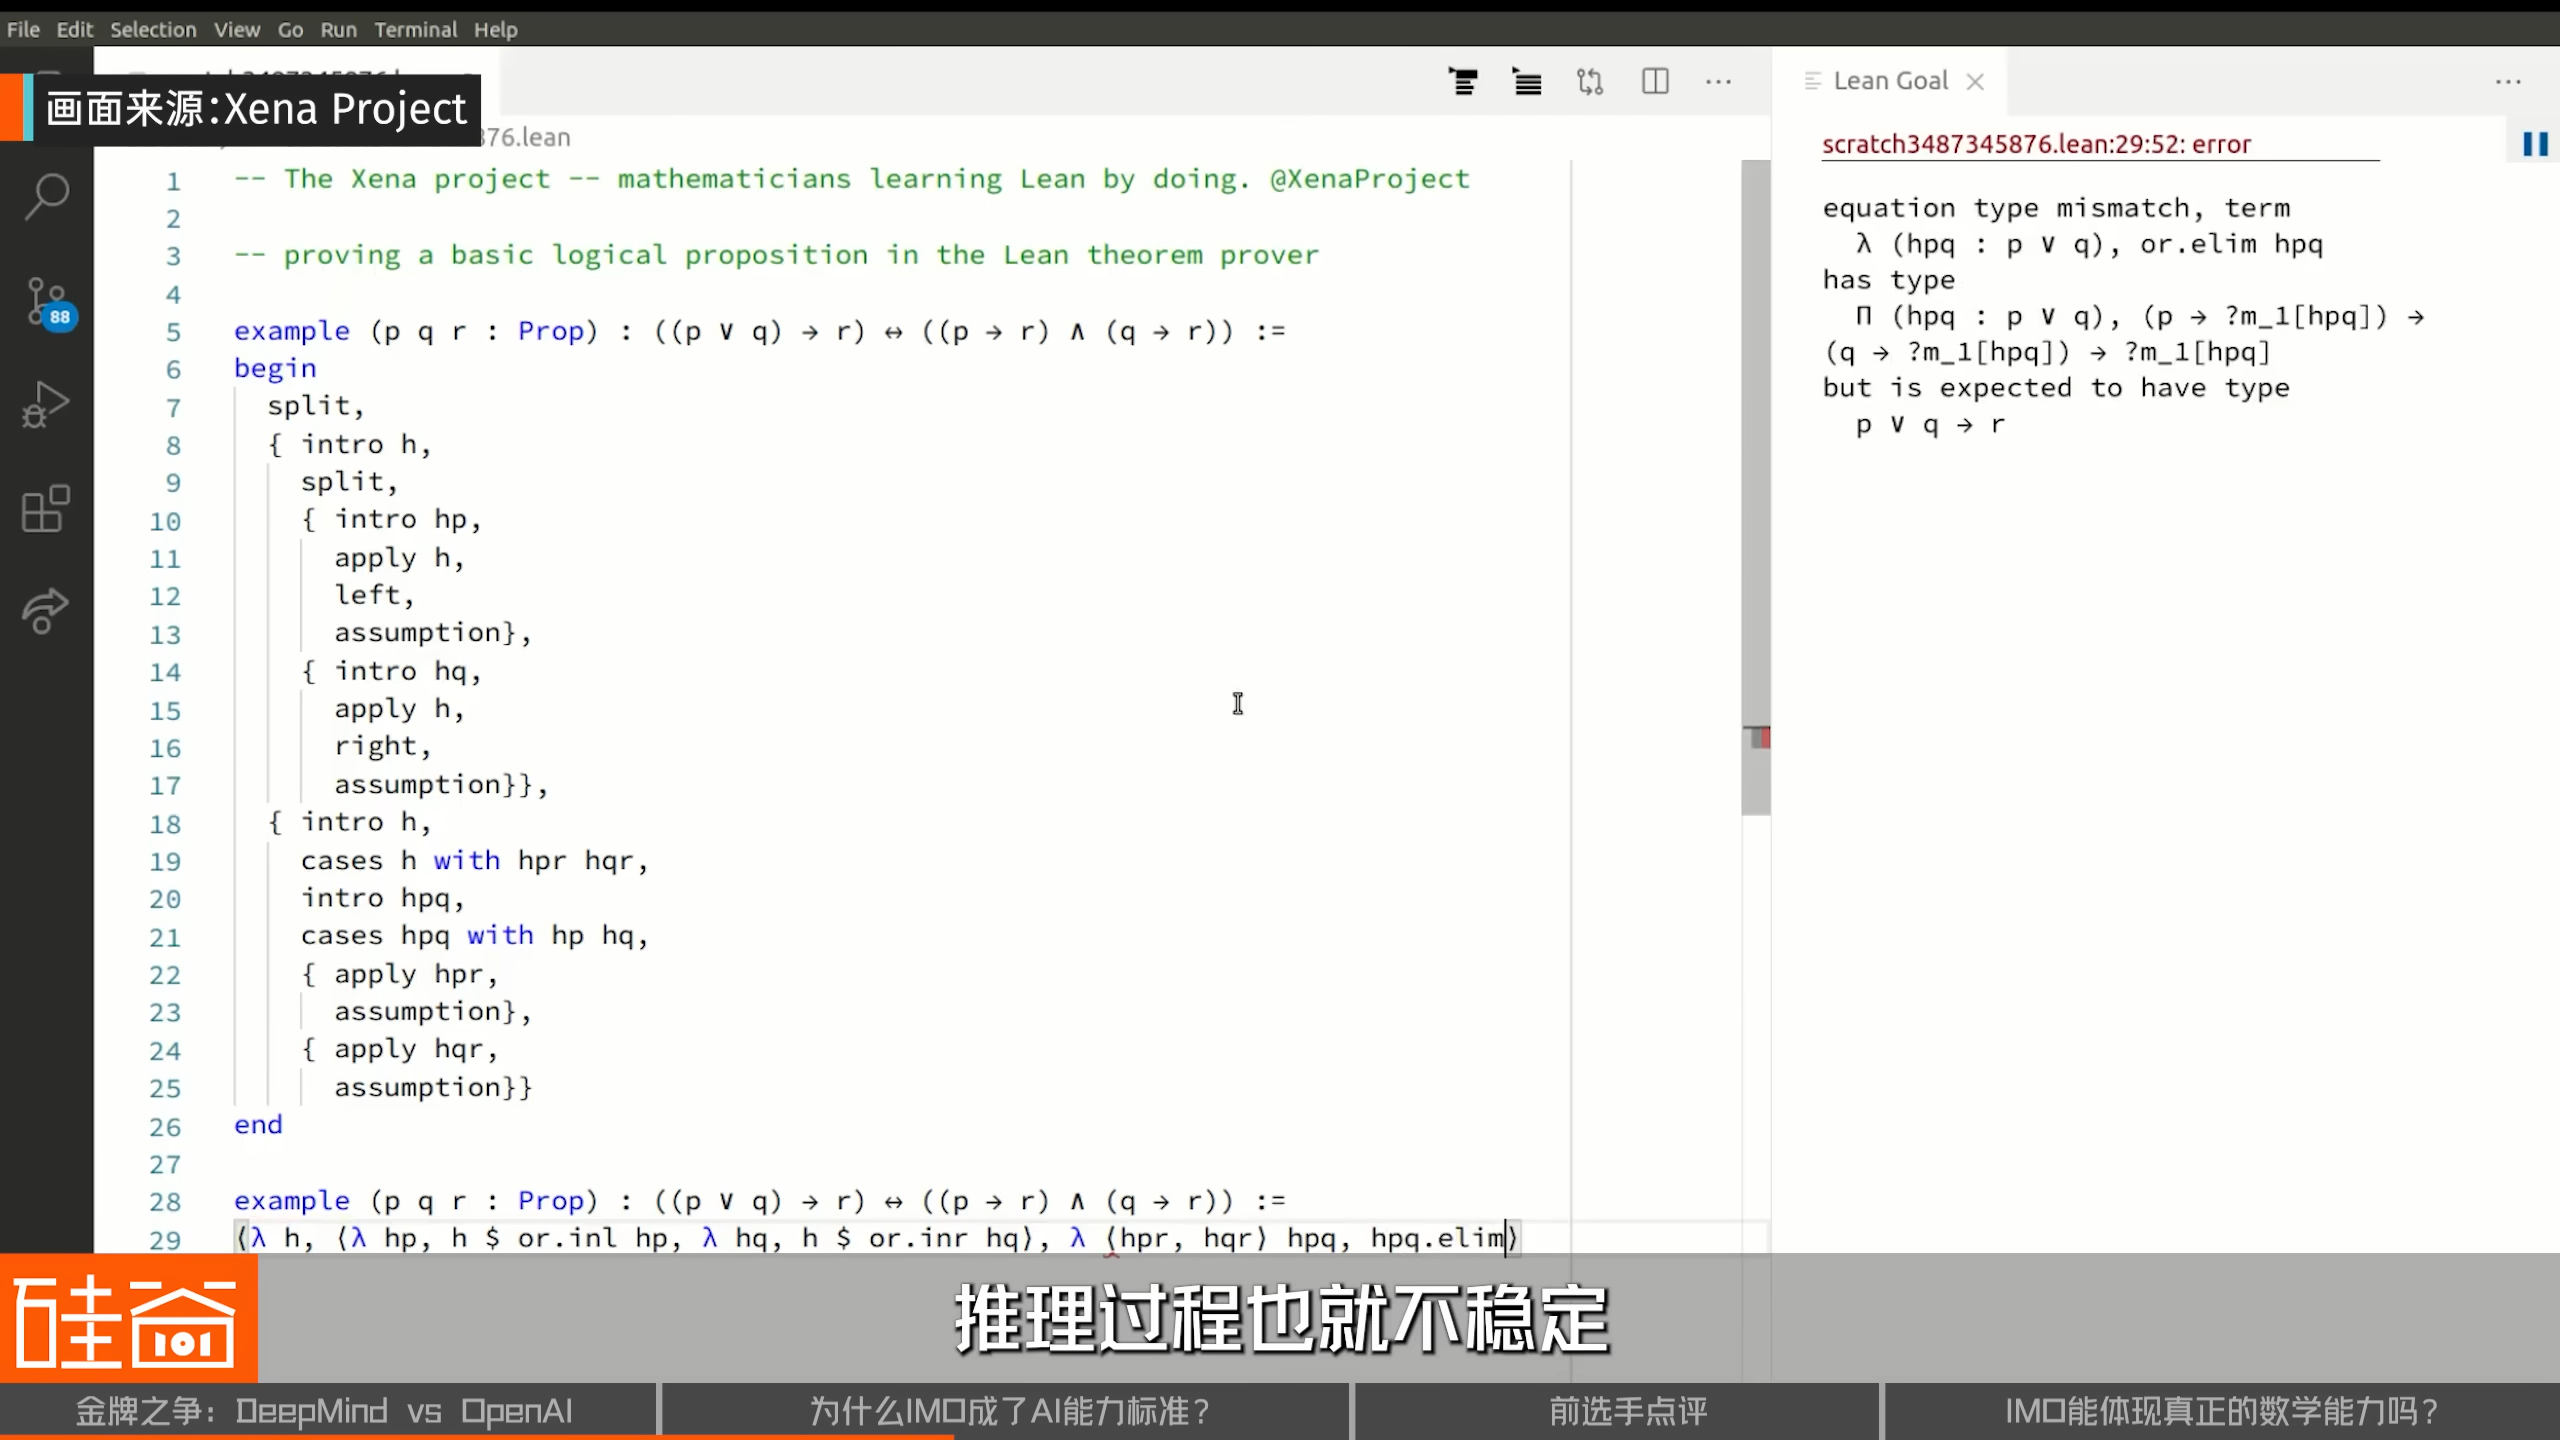 File Edit Selection View Go Run Terminal Help
画面来源:Xena Project
76.lean
1 -- The Xena project -- mathematicians learning Lean by doing. @XenaProject
2
3 -- proving a basic logical proposition in the Lean theorem prover
4
5 example (p q r : Prop) : ((p ∨ q) → r) ↔ ((p → r) ∧ (q → r)) :=
6 begin
7 split,
8 { intro h,
9 split,
10 { intro hp,
11 apply h,
12 left,
13 assumption},
14 { intro hq,
15 apply h,
16 right,
17 assumption}},
18 { intro h,
19 cases h with hpr hqr,
20 intro hpq,
21 cases hpq with hp hq,
22 { apply hpr,
23 assumption},
24 { apply hqr,
25 assumption}}
26 end
27
28 example (p q r : Prop) : ((p ∨ q) → r) ↔ ((p → r) ∧ (q → r)) :=
29 ⟨λ h, ⟨λ hp, h $ or.inl hp, λ hq, h $ or.inr hq⟩, λ ⟨hpr, hqr⟩ hpq, hpq.elim⟩
88
Lean Goal
scratch3487345876.lean:29:52: error
equation type mismatch, term
λ (hpq : p ∨ q), or.elim hpq
has type
Π (hpq : p ∨ q), (p → ?m_1[hpq]) →
(q → ?m_1[hpq]) → ?m_1[hpq]
but is expected to have type
p ∨ q → r
硅谷
101
推理过程也就不稳定
金牌之争：DeepMind vs OpenAI
为什么IMO成了AI能力标准？
前选手点评
IMO能体现真正的数学能力吗？